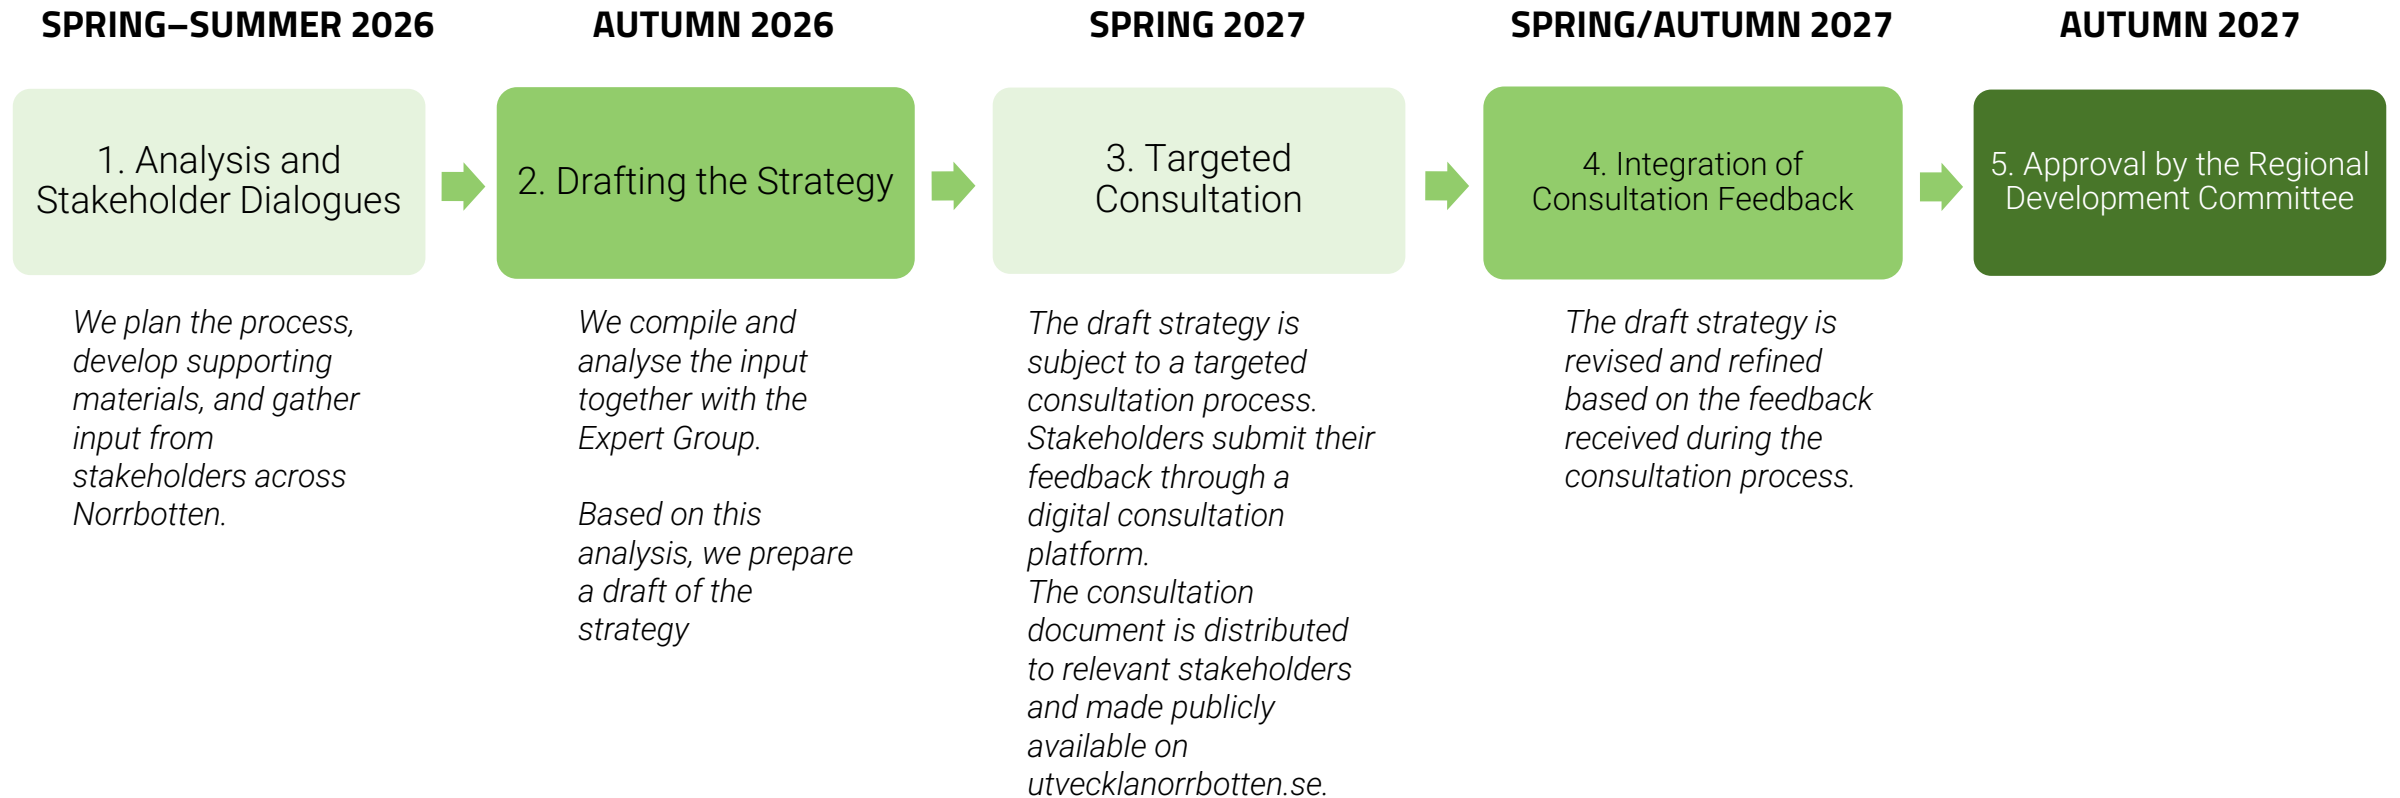 SPRING–SUMMER 2026
AUTUMN 2026
SPRING 2027
SPRING/AUTUMN 2027
AUTUMN 2027
1. Analysis and
Stakeholder Dialogues
2. Drafting the Strategy
3. Targeted
Consultation
4. Integration of
Consultation Feedback
5. Approval by the Regional
Development Committee
We plan the process,
develop supporting
materials, and gather
input from
stakeholders across
Norrbotten.
We compile and
analyse the input
together with the
Expert Group.
Based on this
analysis, we prepare
a draft of the
strategy
The draft strategy is
subject to a targeted
consultation process.
Stakeholders submit their
feedback through a
digital consultation
platform.
The consultation
document is distributed
to relevant stakeholders
and made publicly
available on
utvecklanorrbotten.se.
The draft strategy is
revised and refined
based on the feedback
received during the
consultation process.